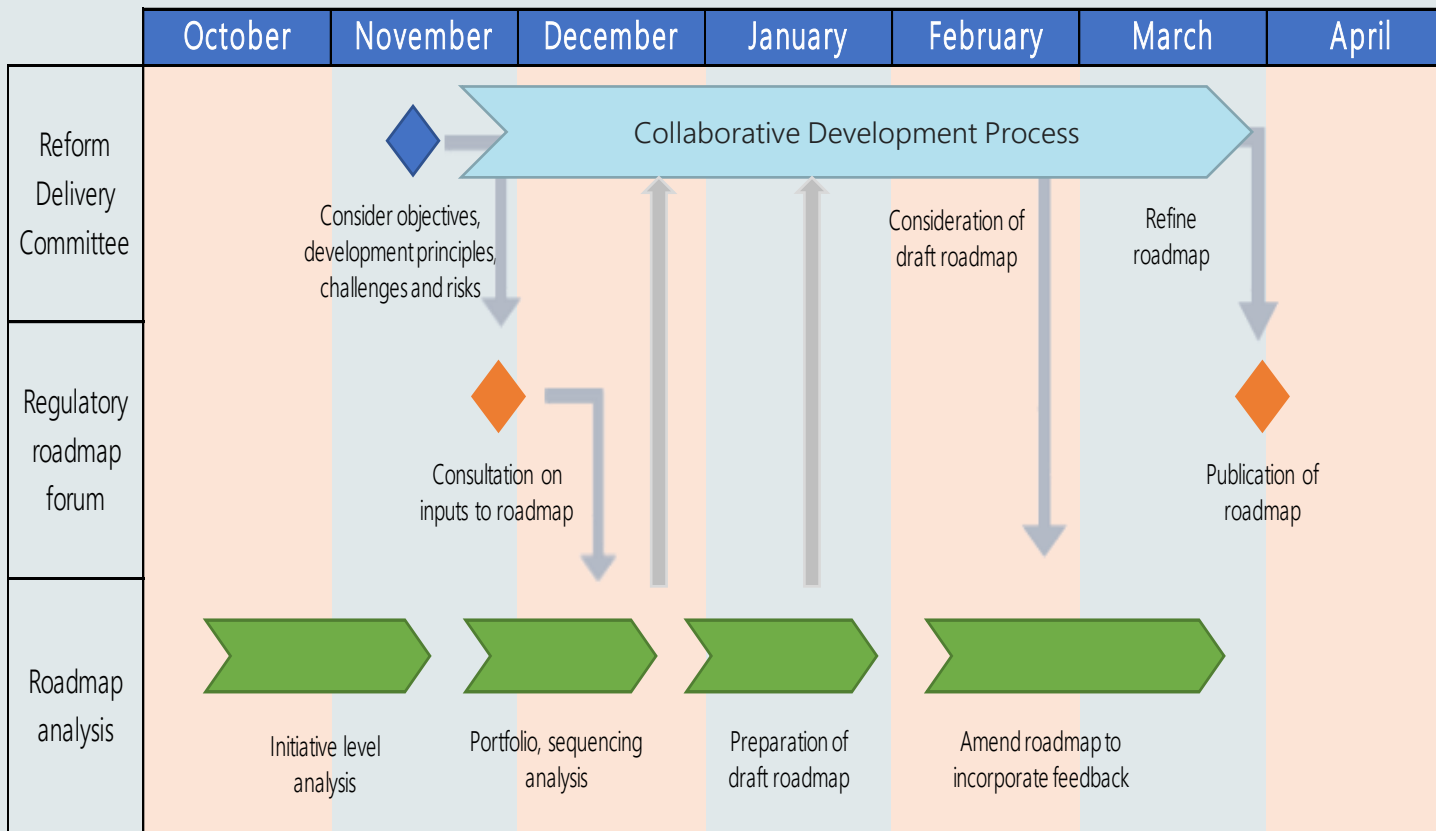 October November December January February March April
Reform
Delivery
Committee
Collaborative Development Process
Consider objectives,
development principles,
challenges and risks
Consideration of
draft roadmap
Refine
roadmap
Regulatory
roadmap
forum
Consultation on
inputs to roadmap
Publication of
roadmap
Roadmap
analysis
Initiative level
analysis
Portfolio, sequencing
analysis
Preparation of
draft roadmap
Amend roadmap to
incorporate feedback